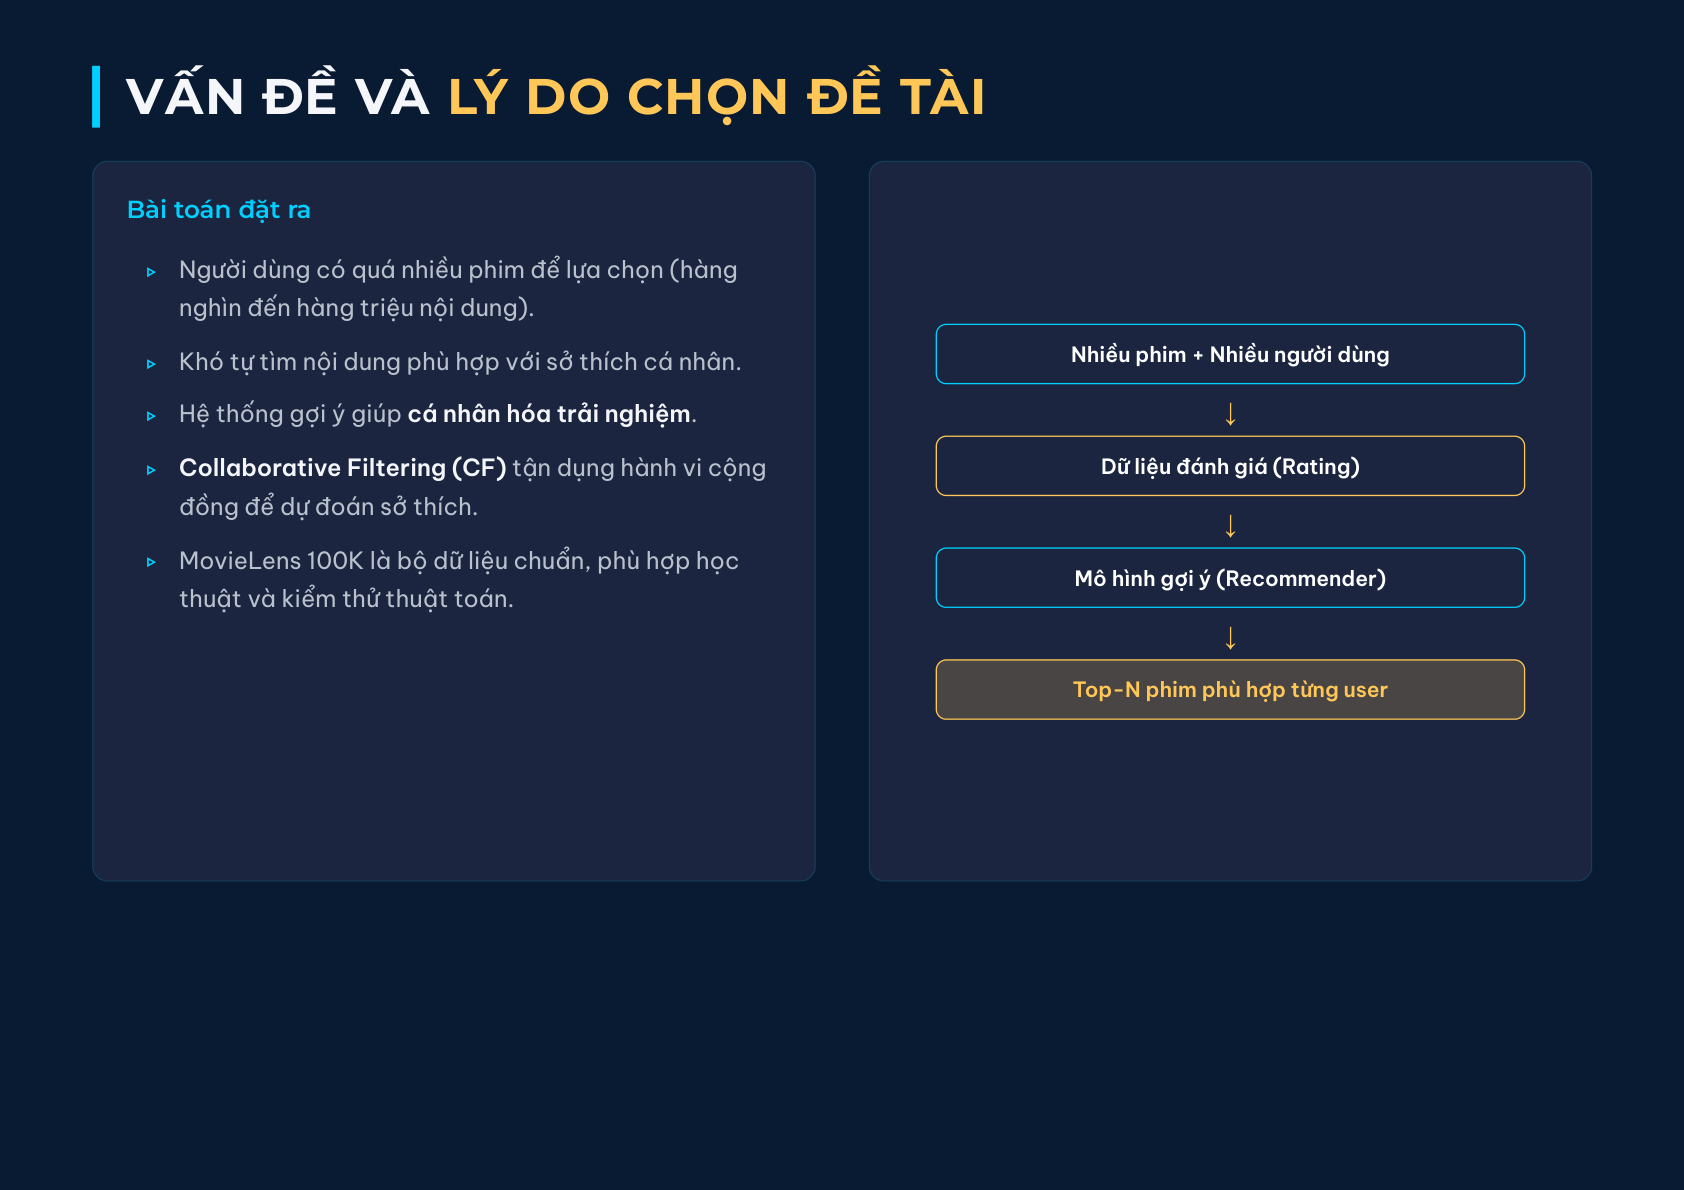 VẤN ĐỀ VÀ LÝ DO CHỌN ĐỀ TÀI
Bài toán đặt ra
▹ Người dùng có quá nhiều phim để lựa chọn (hàng
nghìn đến hàng triệu nội dung).
▹ Khó tự tìm nội dung phù hợp với sở thích cá nhân.
▹ Hệ thống gợi ý giúp cá nhân hóa trải nghiệm.
▹ Collaborative Filtering (CF) tận dụng hành vi cộng
đồng để dự đoán sở thích.
▹ MovieLens 100K là bộ dữ liệu chuẩn, phù hợp học
thuật và kiểm thử thuật toán.
Nhiều phim + Nhiều người dùng
↓
Dữ liệu đánh giá (Rating)
↓
Mô hình gợi ý (Recommender)
↓
Top-N phim phù hợp từng user